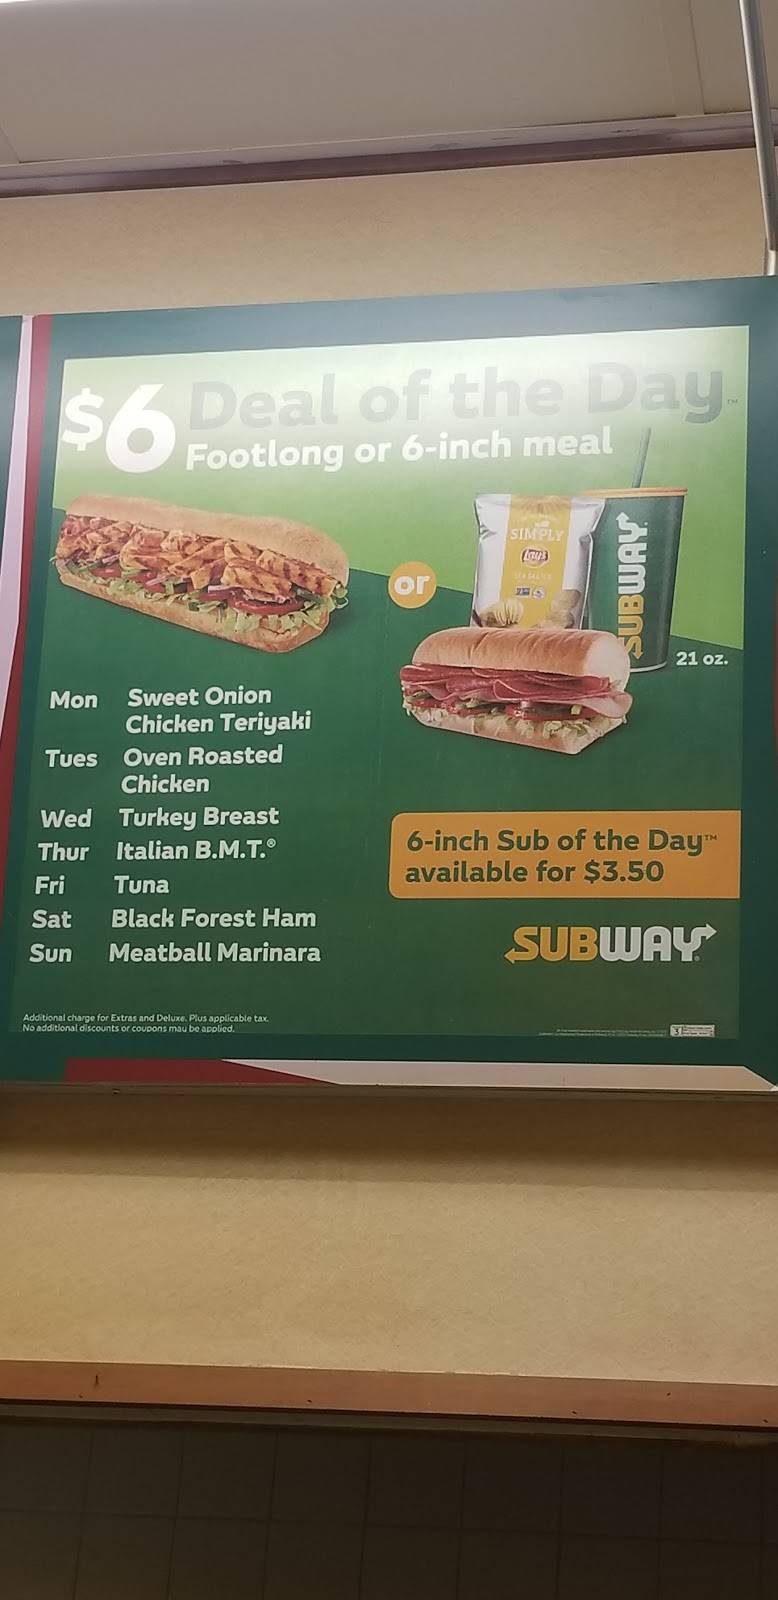 $6 Deal of the Day™
Footlong or 6-inch meal
or
SIMPLY
Lay's
SEA SALTED
SUBWAY
21 oz.
Mon Sweet Onion
Chicken Teriyaki
Tues Oven Roasted
Chicken
Wed Turkey Breast
Thur Italian B.M.T.®
Fri Tuna
Sat Black Forest Ham
Sun Meatball Marinara
6-inch Sub of the Day™
available for $3.50
SUBWAY®
Additional charge for Extras and Deluxe. Plus applicable tax.
No additional discounts or coupons may be applied.
3